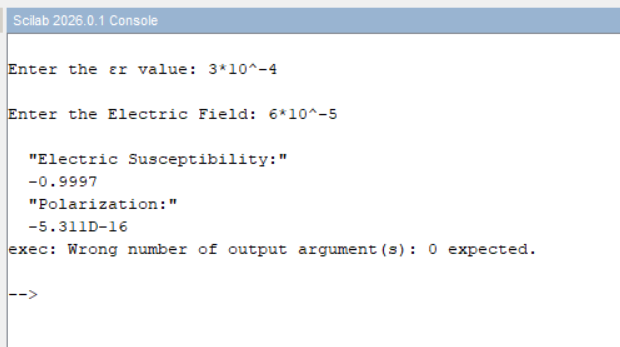 Scilab 2026.0.1 Console
Enter the εr value: 3*10^-4
Enter the Electric Field: 6*10^-5
"Electric Susceptibility:"
-0.9997
"Polarization:"
-5.311D-16
exec: Wrong number of output argument(s): 0 expected.
-->